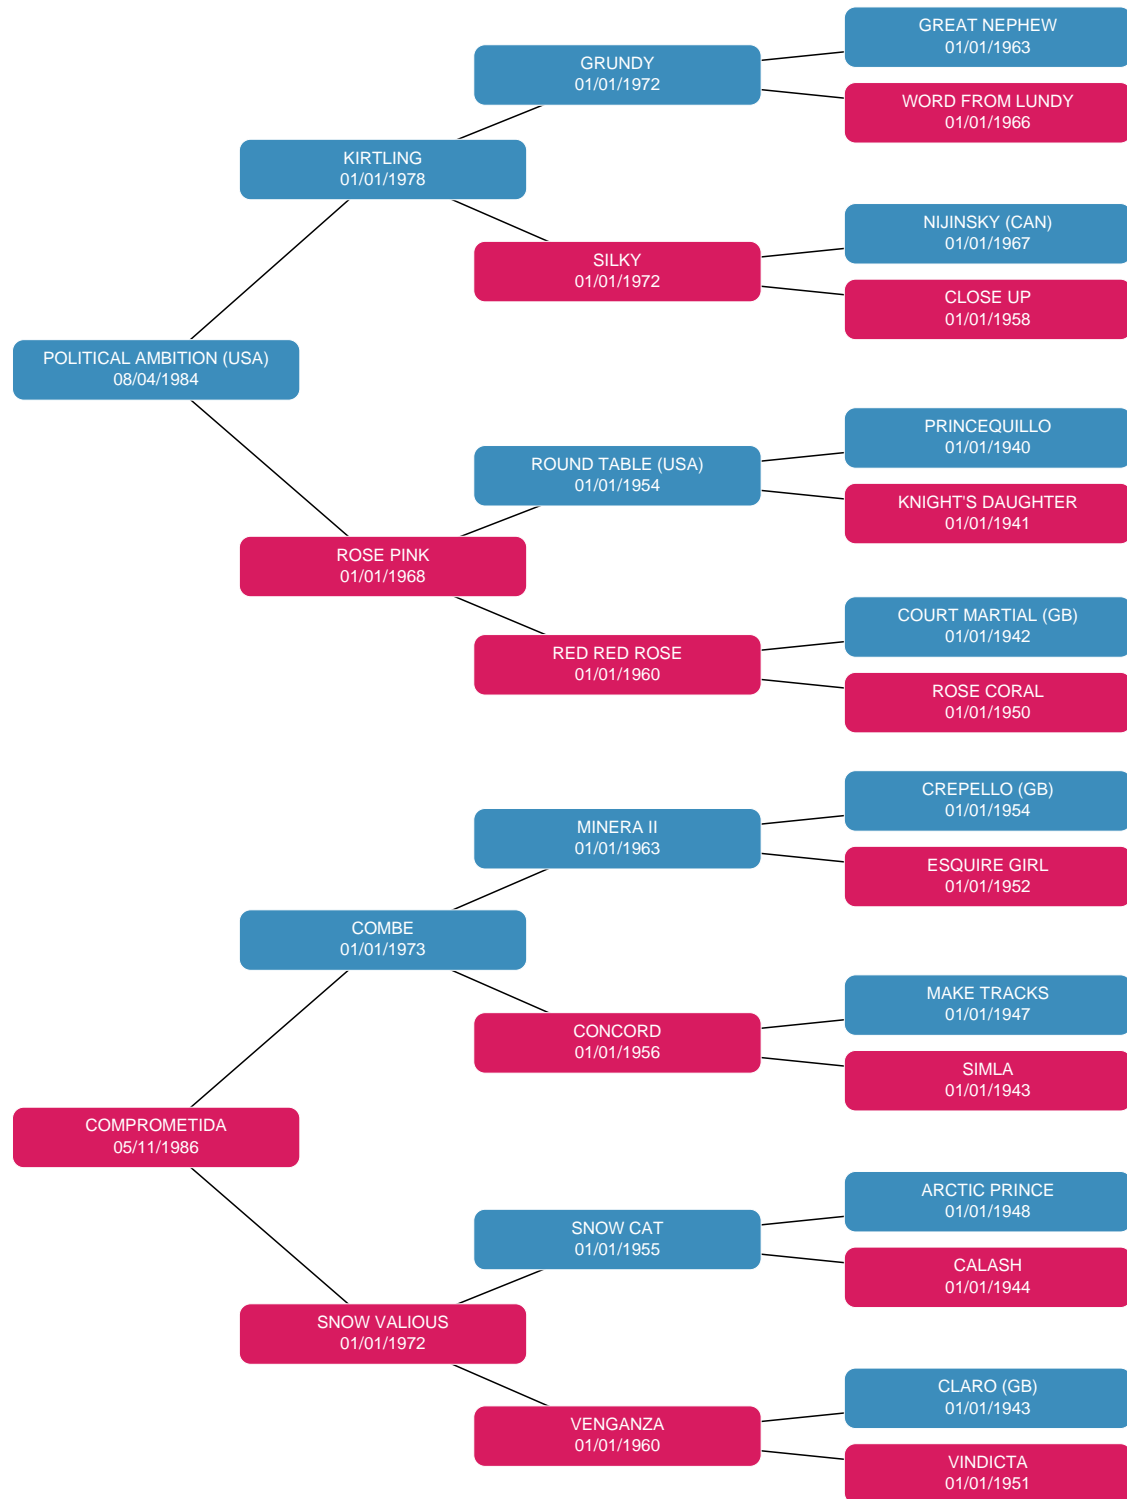 GREAT NEPHEW
01/01/1963
GRUNDY
01/01/1972
WORD FROM LUNDY
01/01/1966
KIRTLING
01/01/1978
NIJINSKY (CAN)
01/01/1967
SILKY
01/01/1972
CLOSE UP
01/01/1958
POLITICAL AMBITION (USA)
08/04/1984
PRINCEQUILLO
01/01/1940
ROUND TABLE (USA)
01/01/1954
KNIGHT'S DAUGHTER
01/01/1941
ROSE PINK
01/01/1968
COURT MARTIAL (GB)
01/01/1942
RED RED ROSE
01/01/1960
ROSE CORAL
01/01/1950
CREPELLO (GB)
01/01/1954
MINERA II
01/01/1963
ESQUIRE GIRL
01/01/1952
COMBE
01/01/1973
MAKE TRACKS
01/01/1947
CONCORD
01/01/1956
SIMLA
01/01/1943
COMPROMETIDA
05/11/1986
ARCTIC PRINCE
01/01/1948
SNOW CAT
01/01/1955
CALASH
01/01/1944
SNOW VALIOUS
01/01/1972
CLARO (GB)
01/01/1943
VENGANZA
01/01/1960
VINDICTA
01/01/1951